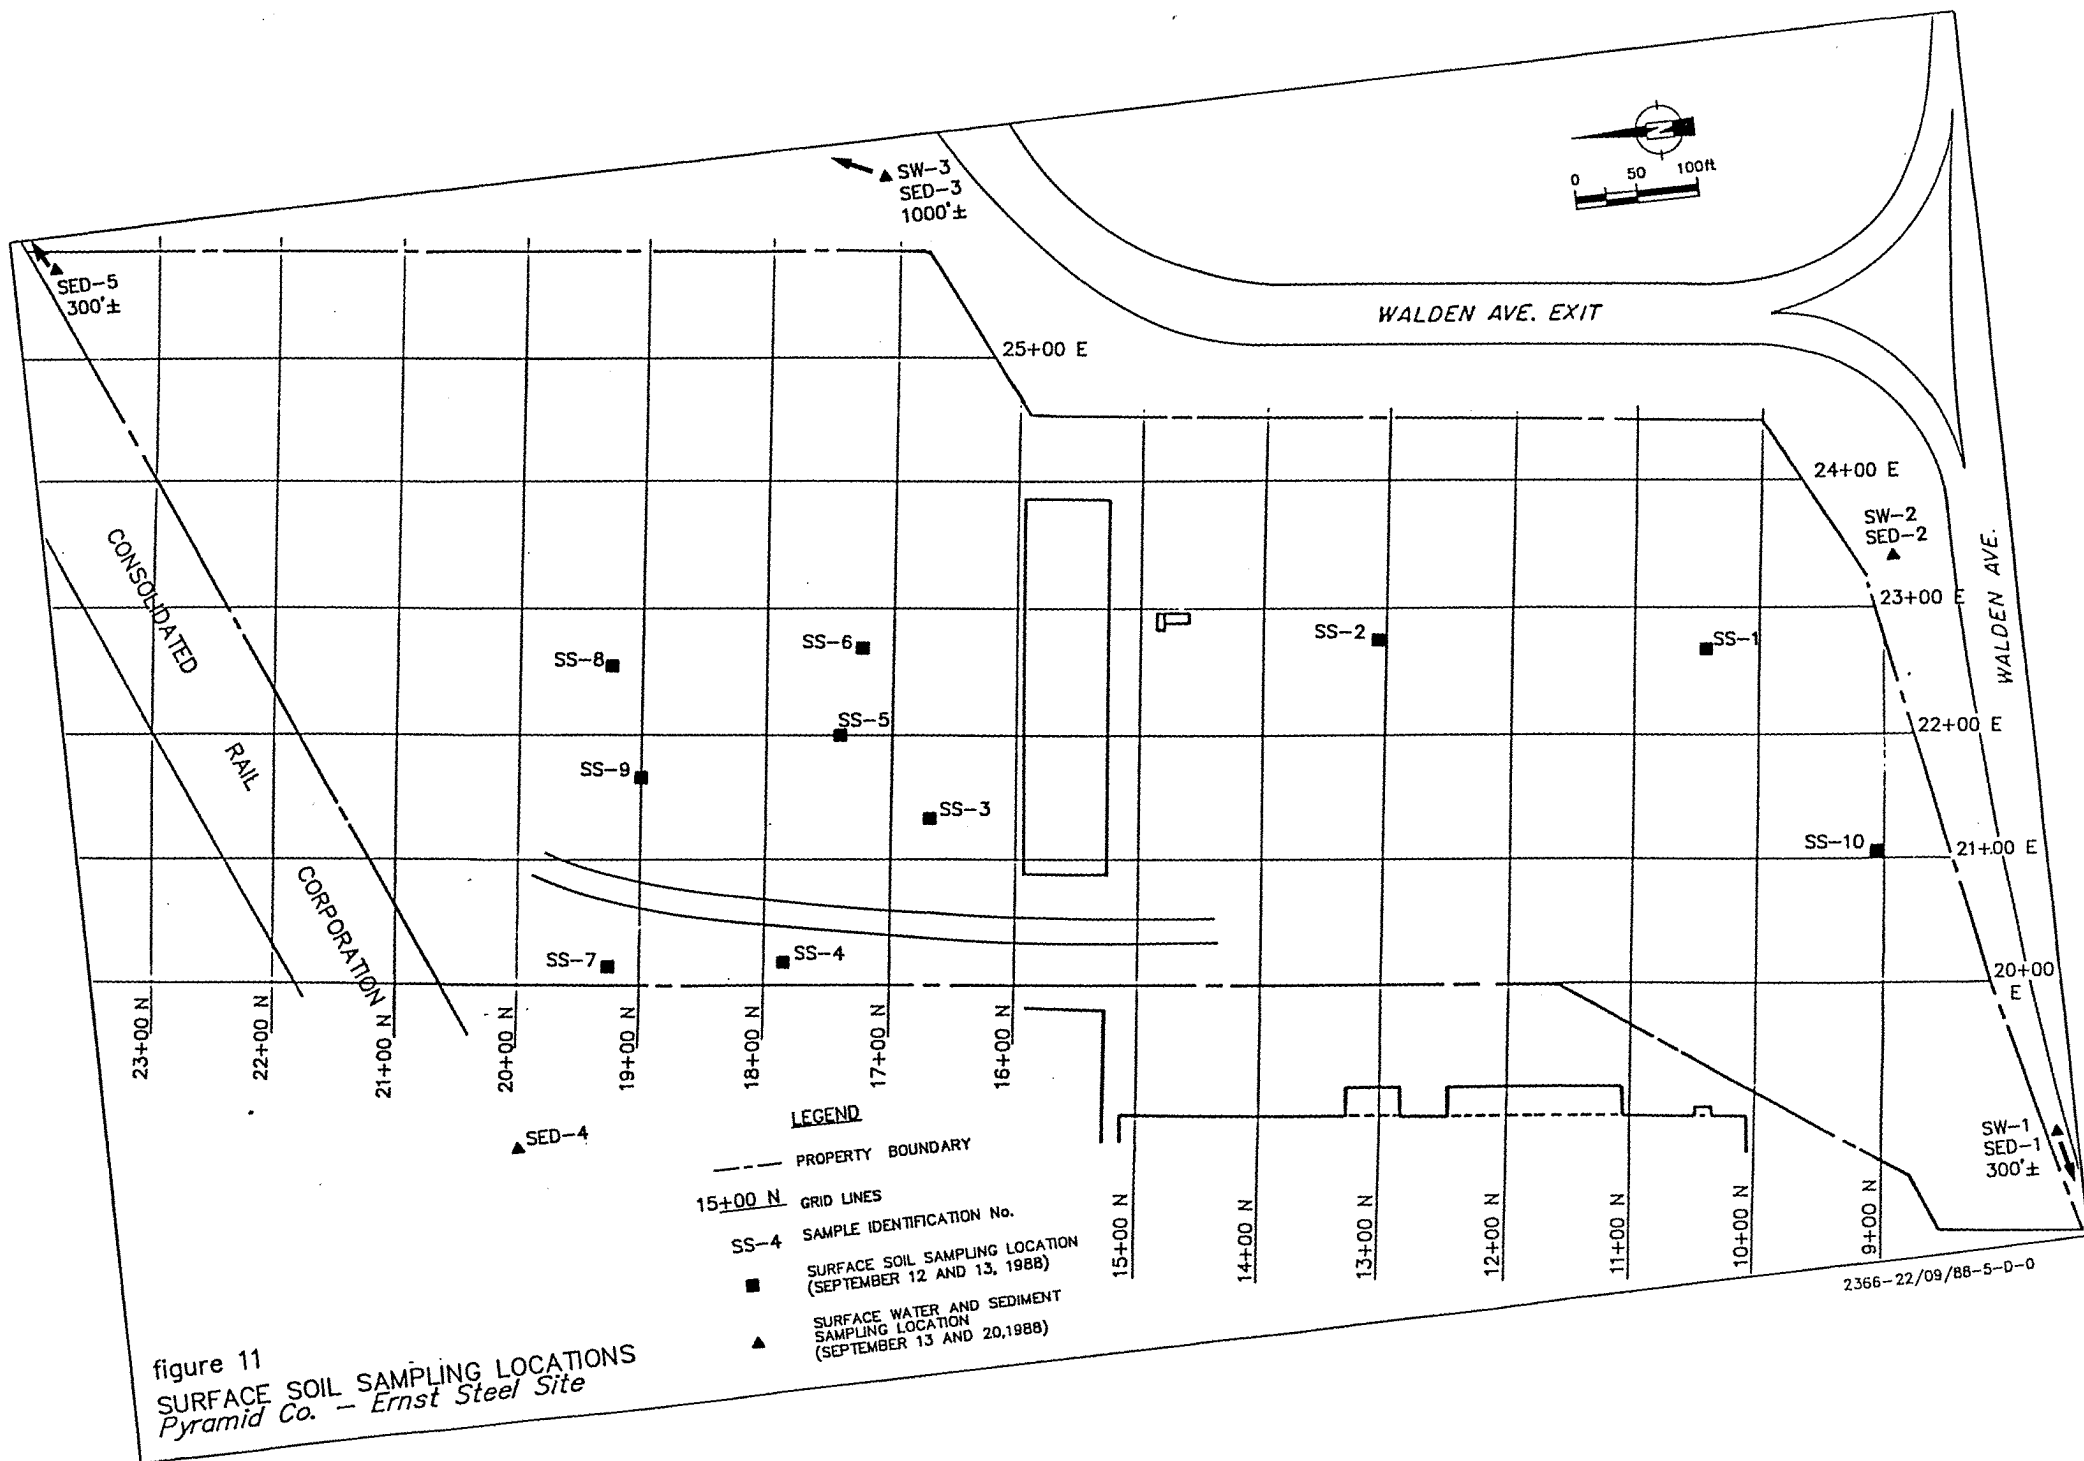 SW-3
SED-3
1000'±
N
0 50 100ft
SED-5
300'±
WALDEN AVE. EXIT
25+00 E
24+00 E
SW-2
SED-2
23+00 E
WALDEN AVE.
CONSOLIDATED
RAIL
CORPORATION
SS-8
SS-6
SS-2
SS-1
SS-5
22+00 E
SS-9
SS-3
SS-10
21+00 E
SS-7
SS-4
20+00
E
23+00 N
22+00 N
21+00 N
20+00 N
19+00 N
18+00 N
17+00 N
16+00 N
15+00 N
14+00 N
13+00 N
12+00 N
11+00 N
10+00 N
9+00 N
SED-4
SW-1
SED-1
300'±
LEGEND
PROPERTY BOUNDARY
15+00 N GRID LINES
SS-4 SAMPLE IDENTIFICATION No.
SURFACE SOIL SAMPLING LOCATION
(SEPTEMBER 12 AND 13, 1988)
SURFACE WATER AND SEDIMENT
SAMPLING LOCATION
(SEPTEMBER 13 AND 20,1988)
2366-22/09/88-5-D-0
figure 11
SURFACE SOIL SAMPLING LOCATIONS
Pyramid Co. - Ernst Steel Site